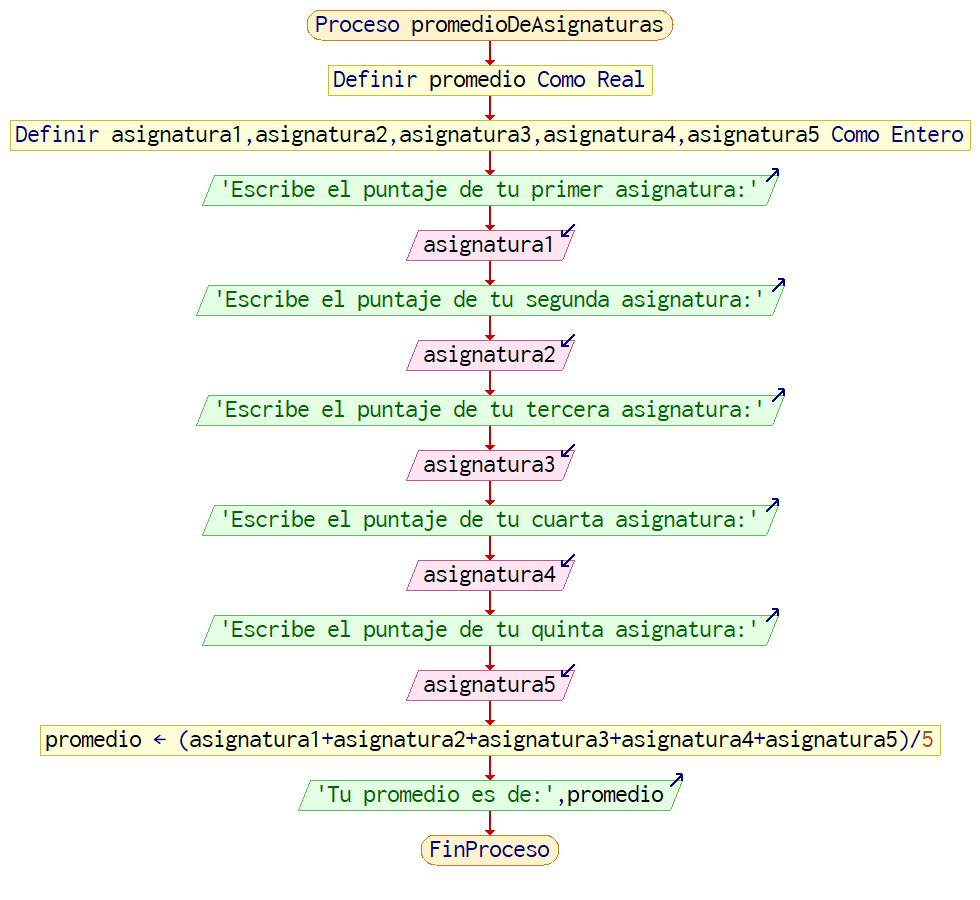 Proceso promedioDeAsignaturas
Definir promedio Como Real
Definir asignatura1,asignatura2,asignatura3,asignatura4,asignatura5 Como Entero
'Escribe el puntaje de tu primer asignatura:'
asignatura1
'Escribe el puntaje de tu segunda asignatura:'
asignatura2
'Escribe el puntaje de tu tercera asignatura:'
asignatura3
'Escribe el puntaje de tu cuarta asignatura:'
asignatura4
'Escribe el puntaje de tu quinta asignatura:'
asignatura5
promedio ← (asignatura1+asignatura2+asignatura3+asignatura4+asignatura5)/5
'Tu promedio es de:',promedio
FinProceso